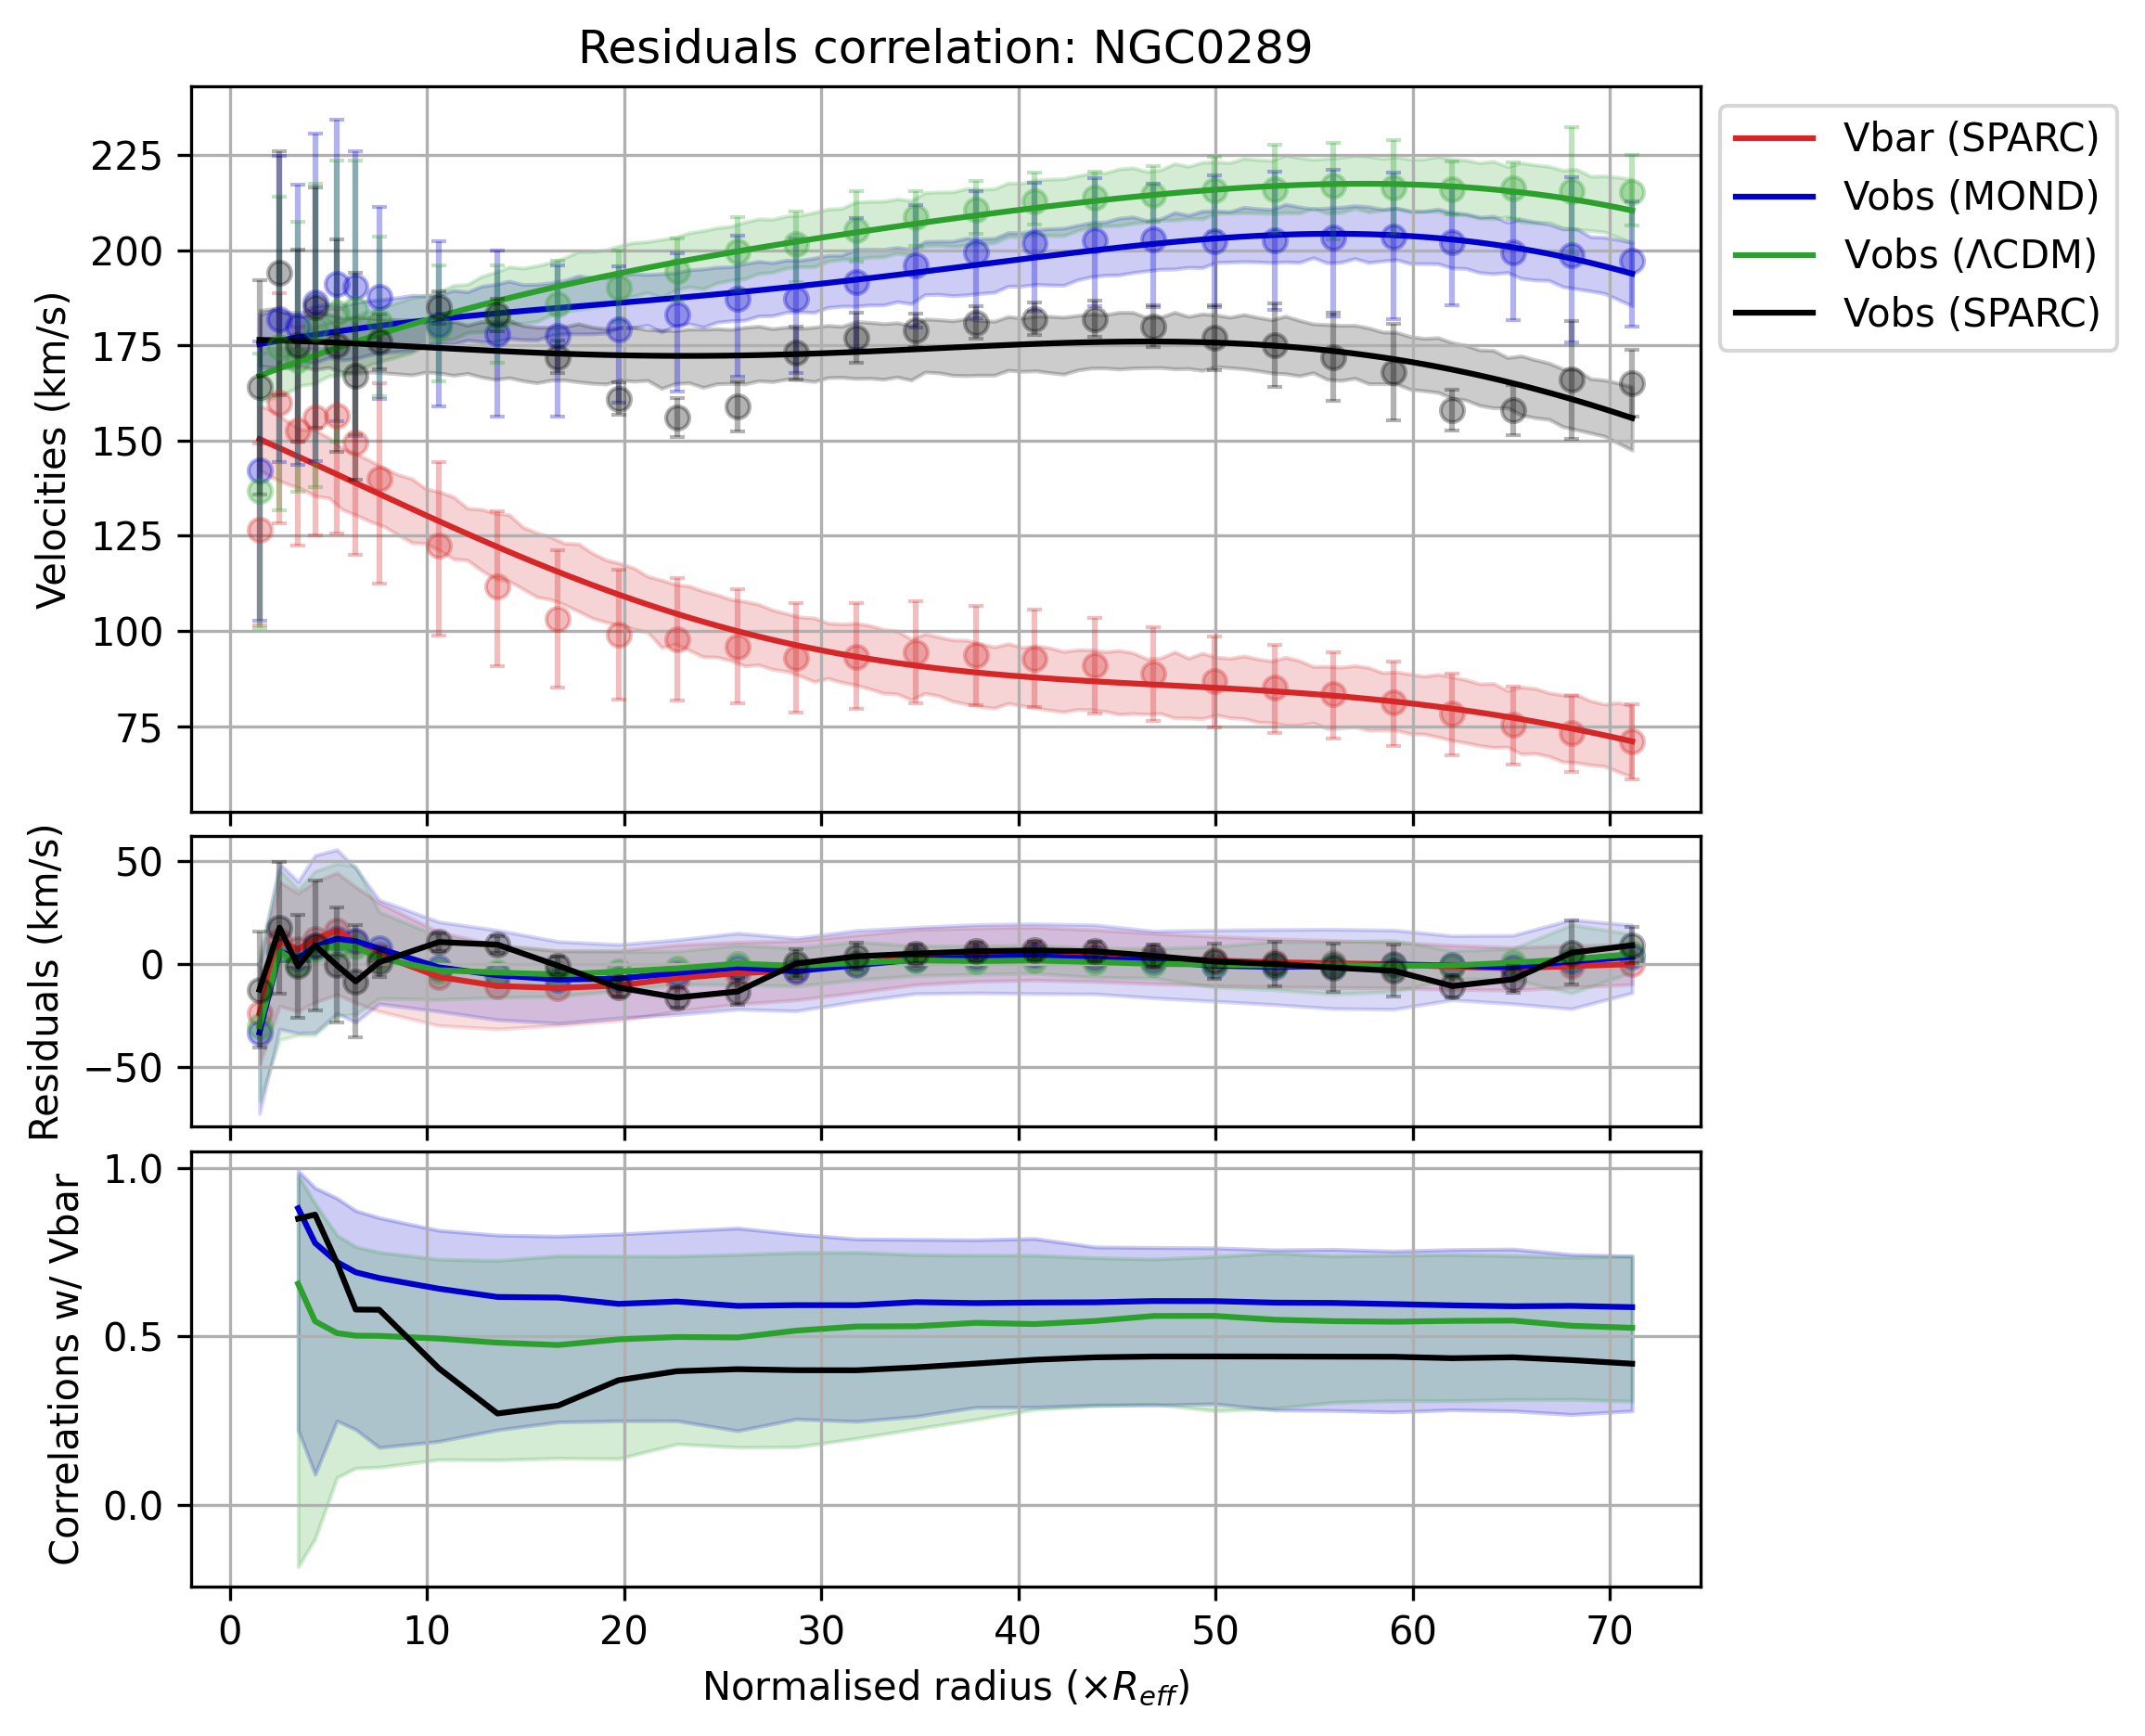 Residuals correlation: NGC0289
Velocities (km/s)
225
200
175
150
125
100
75
Vbar (SPARC)
Vobs (MOND)
Vobs (ΛCDM)
Vobs (SPARC)
Residuals (km/s)
50
0
−50
Correlations w/ Vbar
1.0
0.5
0.0
0 10 20 30 40 50 60 70
Normalised radius (×R_eff)